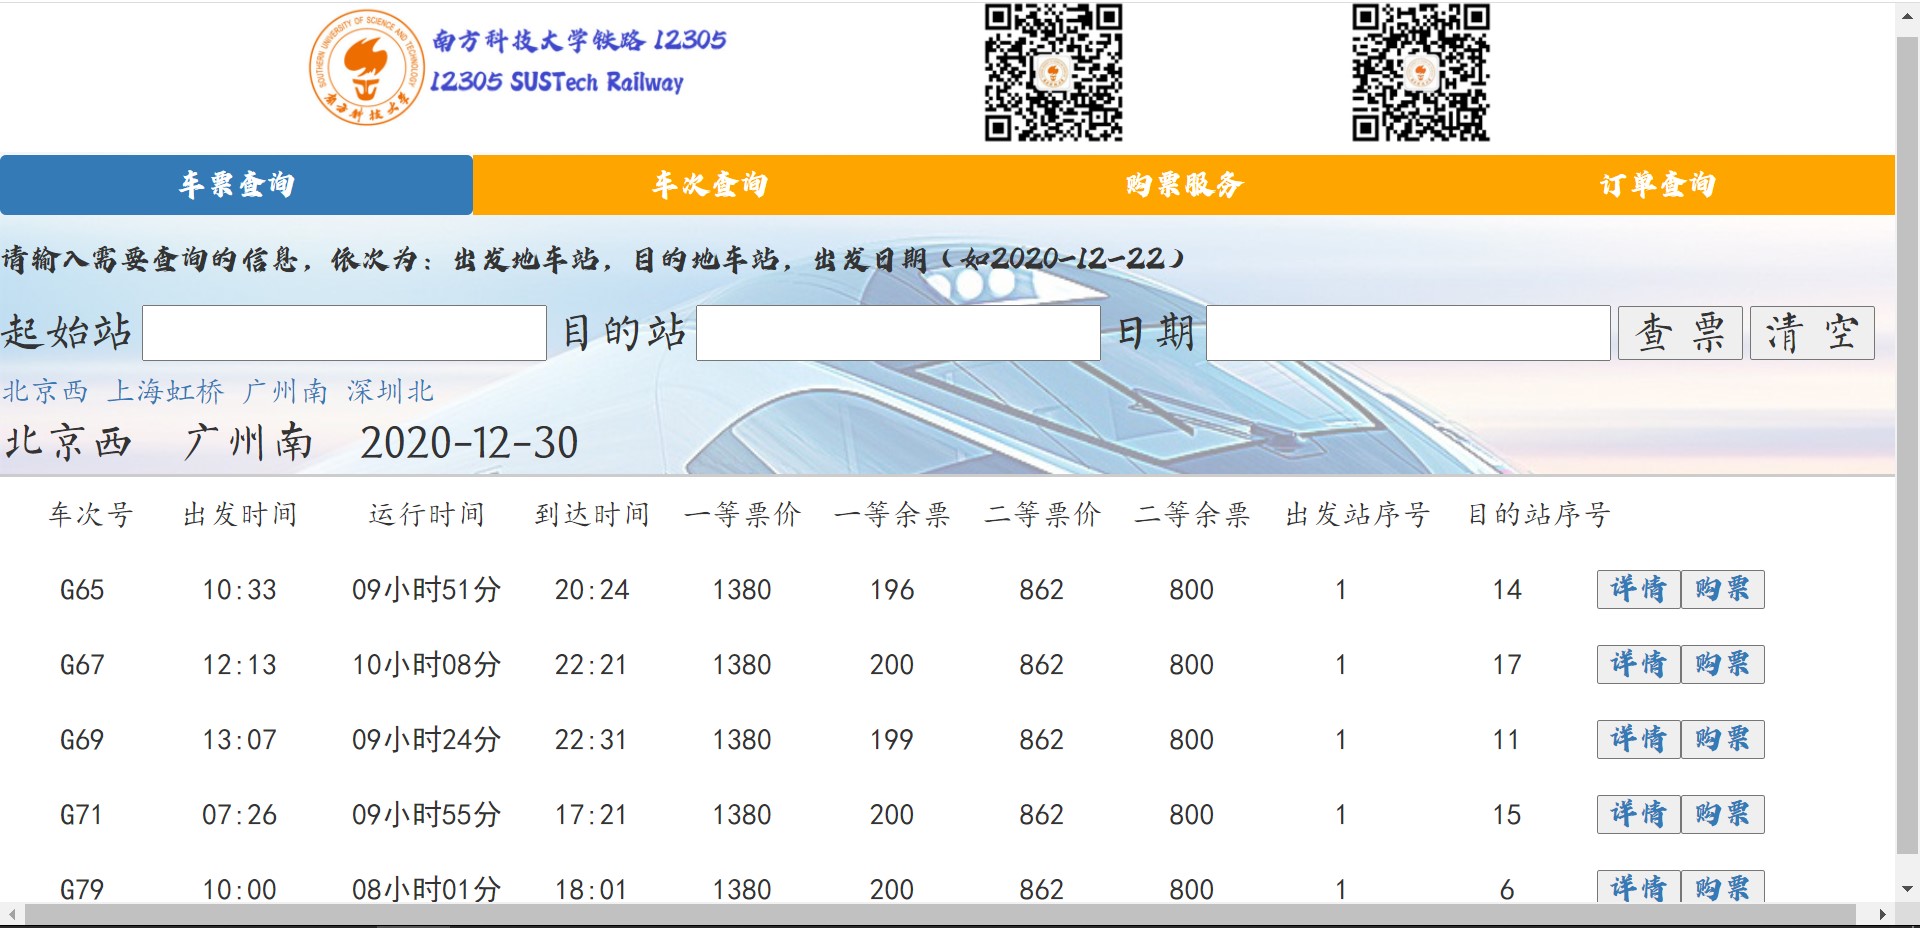 SOUTHERN UNIVERSITY OF SCIENCE AND TECHNOLOGY
南方科技大学
南方科技大学铁路 12305
12305 SUSTech Railway
车票查询 车次查询 购票服务 订单查询
请输入需要查询的信息，依次为：出发地车站，目的地车站，出发日期（如2020-12-22）
起始站 目的站 日期 查 票 清 空
北京西 上海虹桥 广州南 深圳北
北京西 广州南 2020-12-30
车次号 出发时间 运行时间 到达时间 一等票价 一等余票 二等票价 二等余票 出发站序号 目的站序号
G65 10:33 09小时51分 20:24 1380 196 862 800 1 14 详情 购票
G67 12:13 10小时08分 22:21 1380 200 862 800 1 17 详情 购票
G69 13:07 09小时24分 22:31 1380 199 862 800 1 11 详情 购票
G71 07:26 09小时55分 17:21 1380 200 862 800 1 15 详情 购票
G79 10:00 08小时01分 18:01 1380 200 862 800 1 6 详情 购票